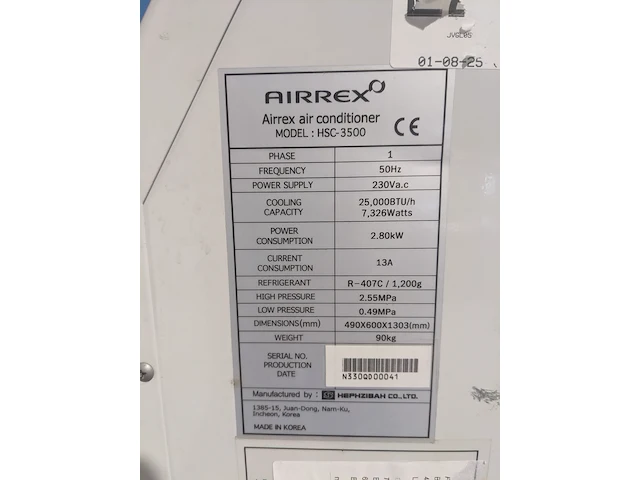 JVGC05
01-08-25
AIRREX
Airrex air conditioner
MODEL : HSC-3500
CE
PHASE 1
FREQUENCY 50Hz
POWER SUPPLY 230Va.c
COOLING CAPACITY 25,000BTU/h 7,326Watts
POWER CONSUMPTION 2.80kW
CURRENT CONSUMPTION 13A
REFRIGERANT R-407C / 1,200g
HIGH PRESSURE 2.55MPa
LOW PRESSURE 0.49MPa
DIMENSIONS(mm) 490X600X1303(mm)
WEIGHT 90kg
SERIAL NO. PRODUCTION DATE N330QD00041
Manufactured by : HEPHZIBAH CO.,LTD.
1385-15, Juan-Dong, Nam-Ku,
Incheon, Korea
MADE IN KOREA